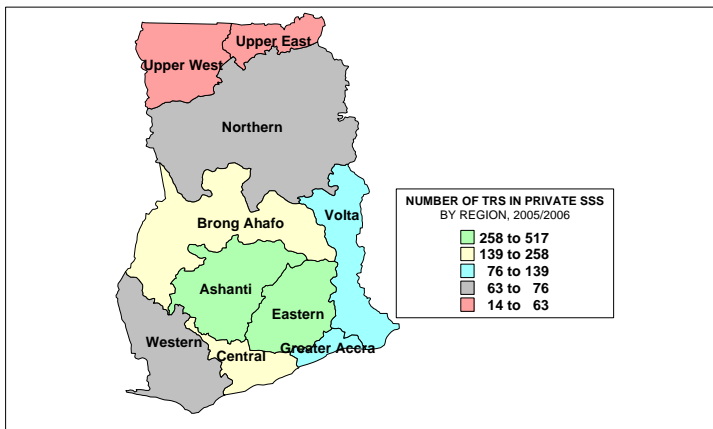 Upper East
Upper West
Northern
Volta
Brong Ahafo
Ashanti
Eastern
Western
Central
Greater Accra
NUMBER OF TRS IN PRIVATE SSS
BY REGION, 2005/2006
258 to 517
139 to 258
76 to 139
63 to 76
14 to 63